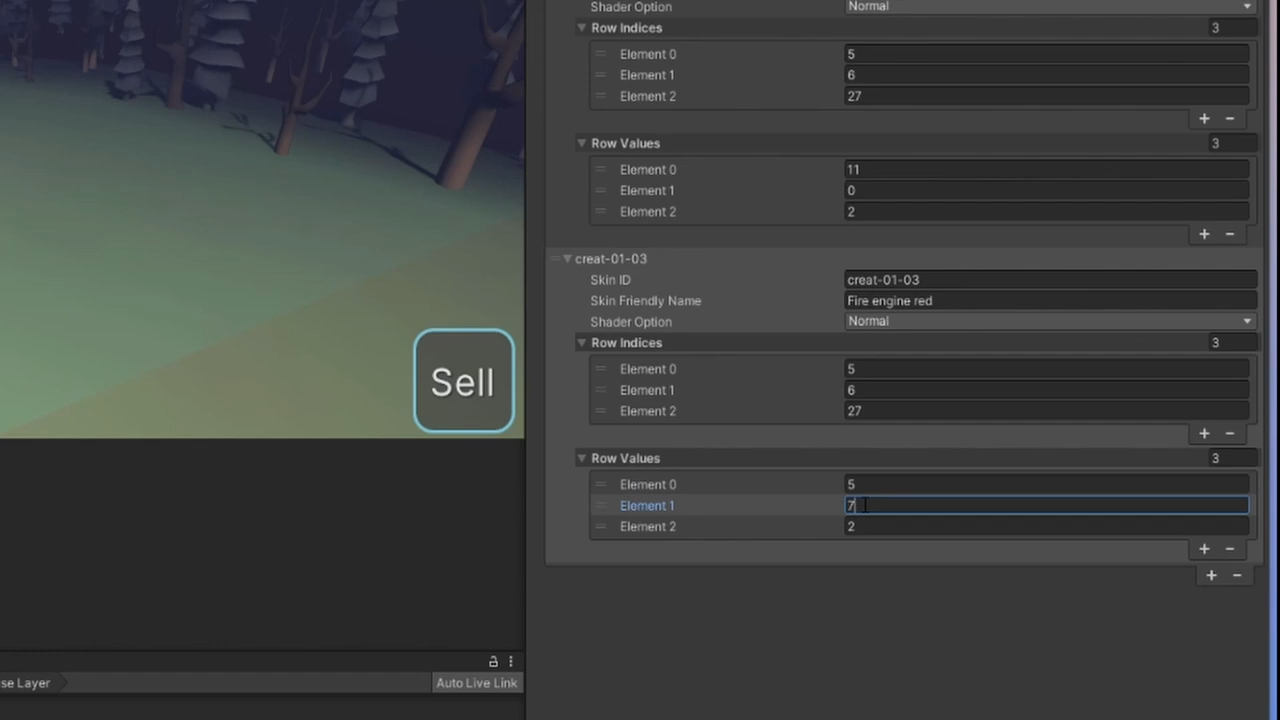 Shader Option Normal
Row Indices 3
Element 0 5
Element 1 6
Element 2 27
+ −
Row Values 3
Element 0 11
Element 1 0
Element 2 2
+ −
creat-01-03
Skin ID creat-01-03
Skin Friendly Name Fire engine red
Shader Option Normal
Row Indices 3
Element 0 5
Element 1 6
Element 2 27
+ −
Row Values 3
Element 0 5
Element 1 7
Element 2 2
+ −
+ −
Sell
se Layer
Auto Live Link